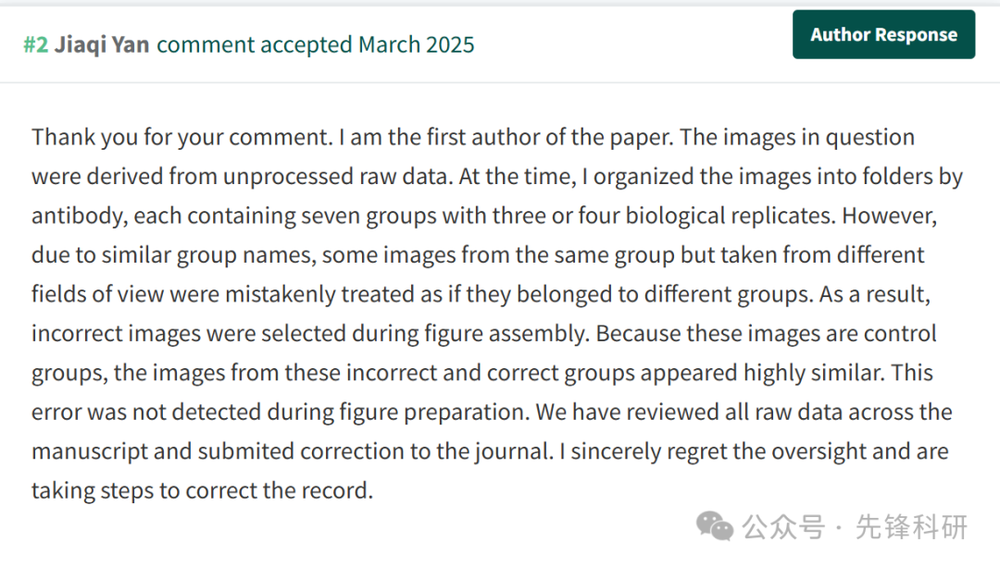 #2 Jiaqi Yan comment accepted March 2025
Author Response
Thank you for your comment. I am the first author of the paper. The images in question
were derived from unprocessed raw data. At the time, I organized the images into folders by
antibody, each containing seven groups with three or four biological replicates. However,
due to similar group names, some images from the same group but taken from different
fields of view were mistakenly treated as if they belonged to different groups. As a result,
incorrect images were selected during figure assembly. Because these images are control
groups, the images from these incorrect and correct groups appeared highly similar. This
error was not detected during figure preparation. We have reviewed all raw data across the
manuscript and submited correction to the journal. I sincerely regret the oversight and are
taking steps to correct the record.
公众号 · 先锋科研